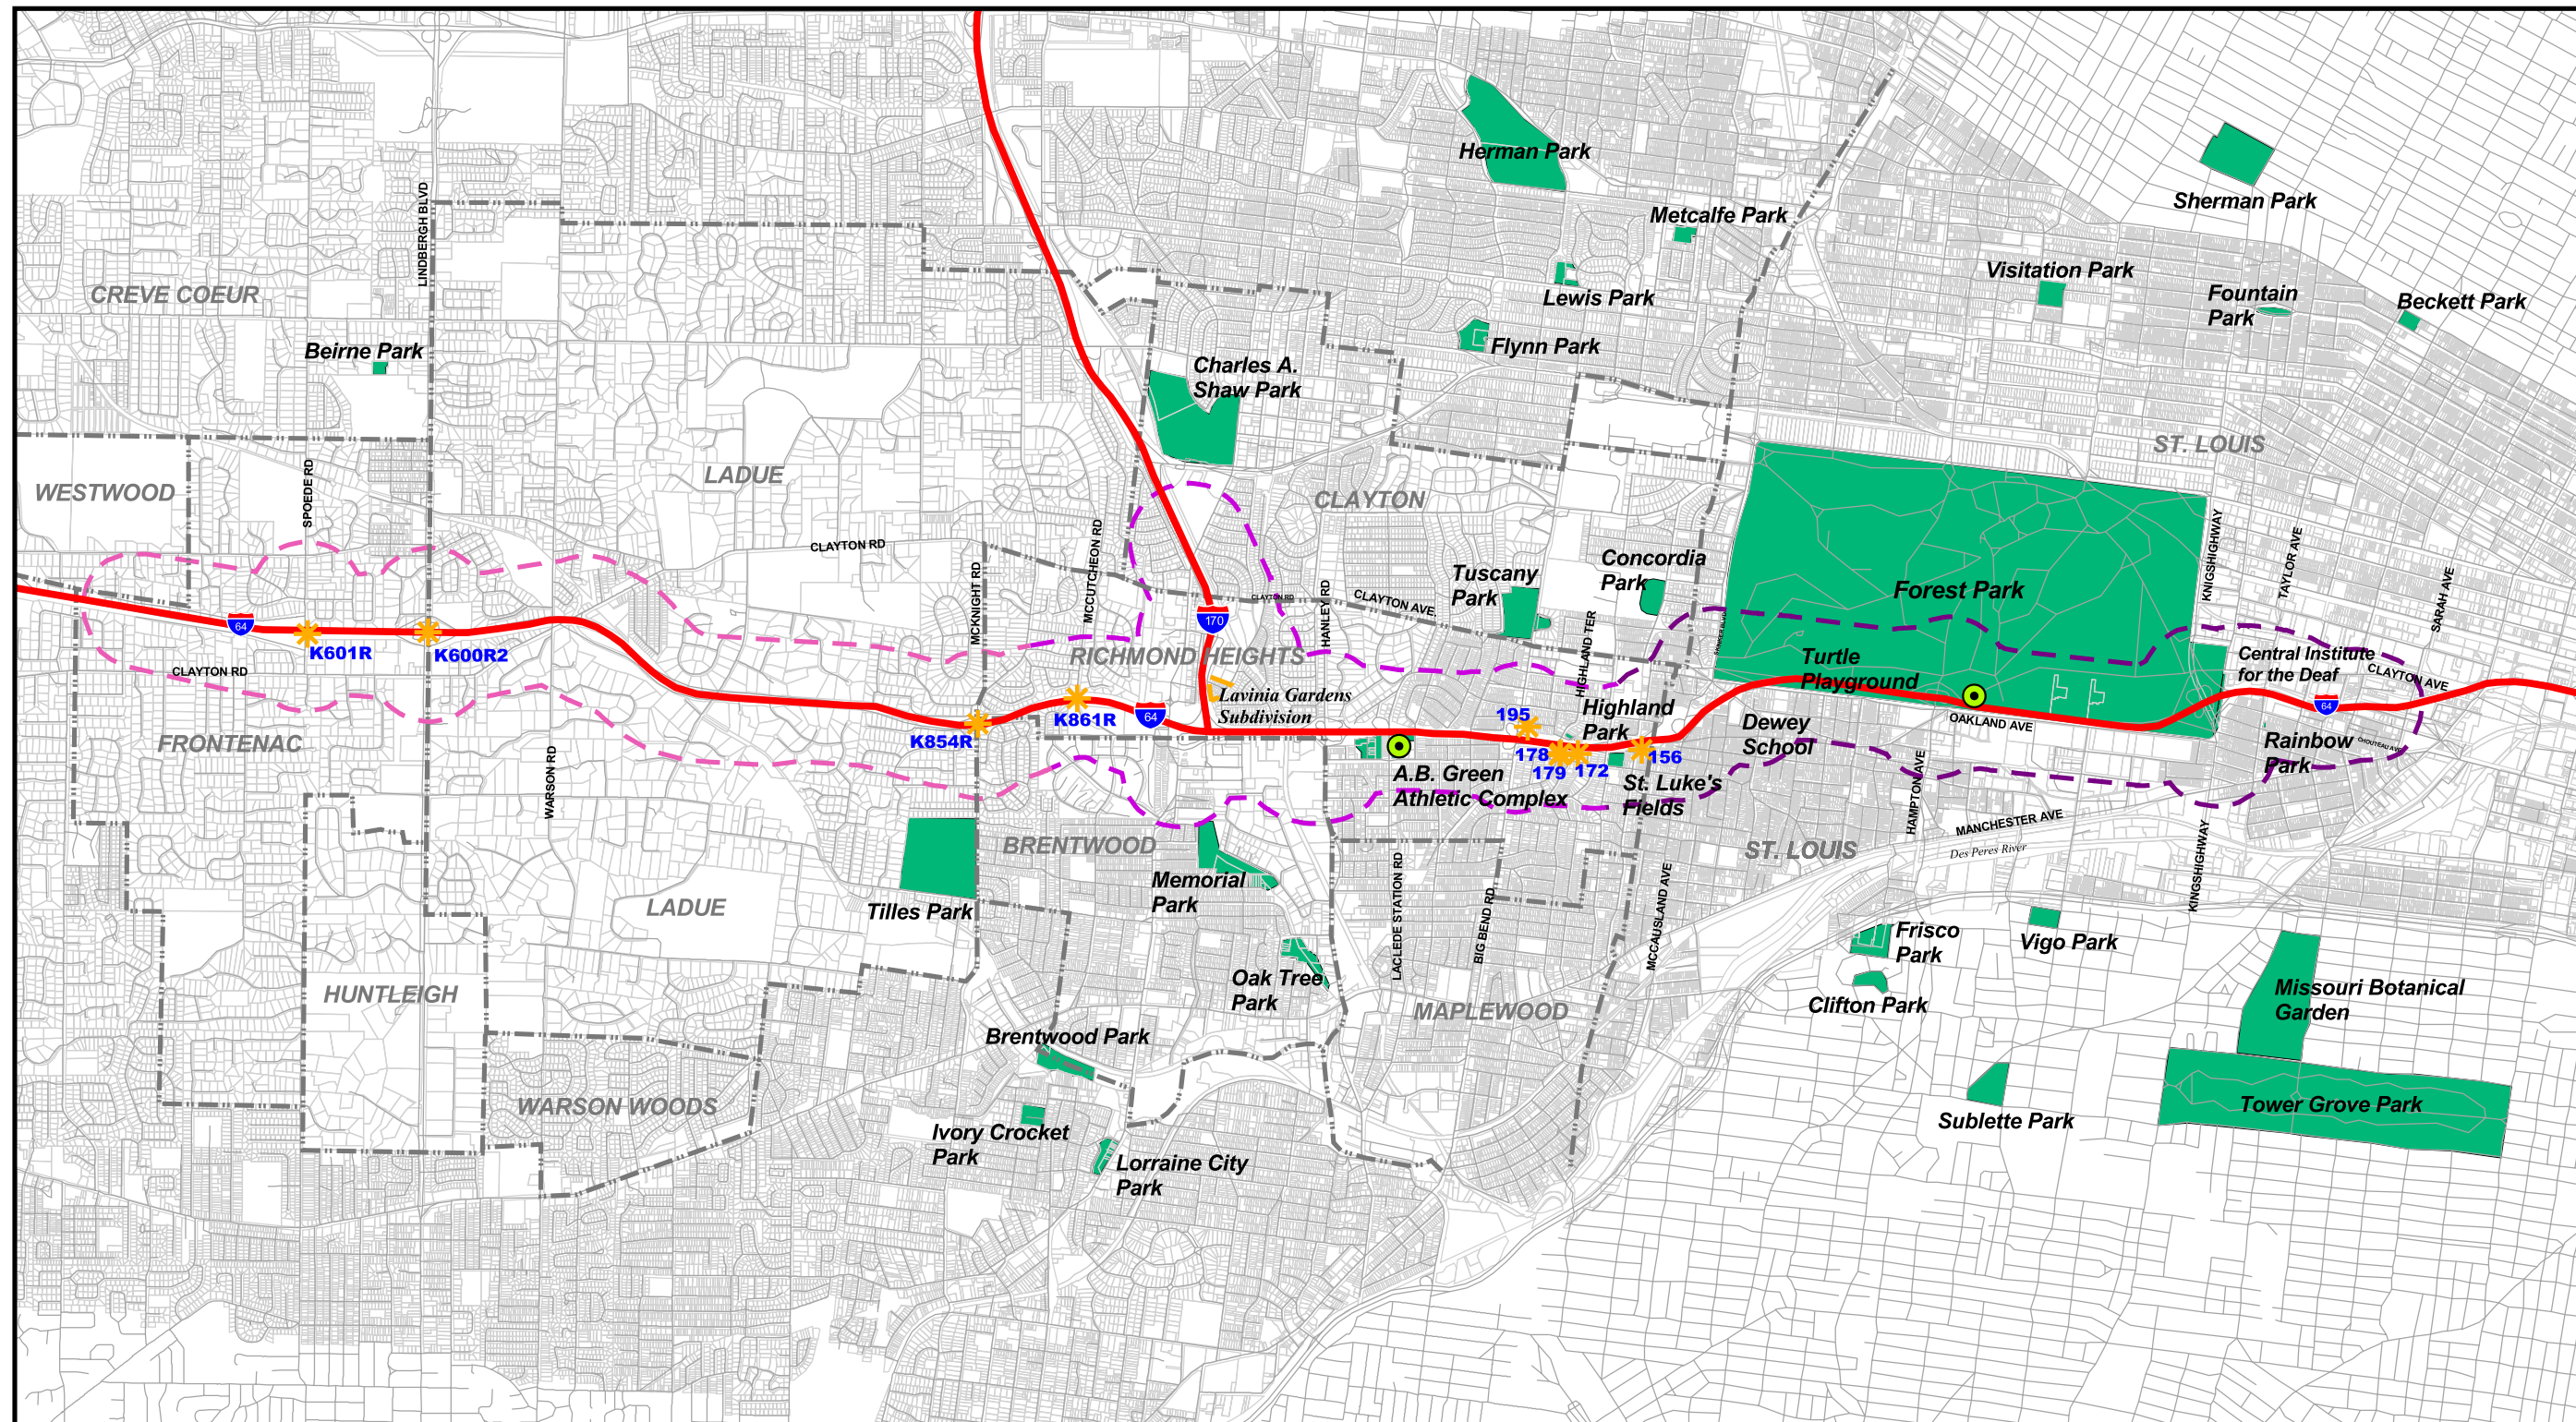 Herman Park
Sherman Park
Metcalfe Park
LINDBERGH BLVD
Visitation Park
CREVE COEUR
Lewis Park
Fountain
Park
Beckett Park
Beirne Park
Flynn Park
Charles A.
Shaw Park
ST. LOUIS
LADUE
WESTWOOD
SPOEDE RD
CLAYTON
CLAYTON RD
MCCUTCHEON RD
MCKNIGHT RD
KNIGSHIGHWAY
TAYLOR AVE
SARAH AVE
Concordia
Park
Tuscany
Park
Forest Park
CLAYTON RD
HANLEY RD
CLAYTON AVE
64
170
K601R
K600R2
CLAYTON RD
RICHMOND HEIGHTS
HIGHLAND TER
SKINKER BLVD
Turtle
Playground
Central Institute
for the Deaf
CLAYTON AVE
Lavinia Gardens
Subdivision
K861R
64
K854R
195
Highland
Park
178
179
172
156
Dewey
School
OAKLAND AVE
64
FRONTENAC
WARSON RD
Rainbow
Park
CHOUTEAU AVE
A.B. Green
Athletic Complex
St. Luke's
Fields
HAMPTON AVE
MANCHESTER AVE
Des Peres River
BRENTWOOD
ST. LOUIS
KINGSHIGHWAY
Memorial
Park
LADUE
Tilles Park
LACLEDE STATION RD
BIG BEND RD
MCCAUSLAND AVE
Frisco
Park
Vigo Park
Oak Tree
Park
HUNTLEIGH
Clifton Park
Missouri Botanical
Garden
MAPLEWOOD
Brentwood Park
WARSON WOODS
Tower Grove Park
Sublette Park
Ivory Crocket
Park
Lorraine City
Park